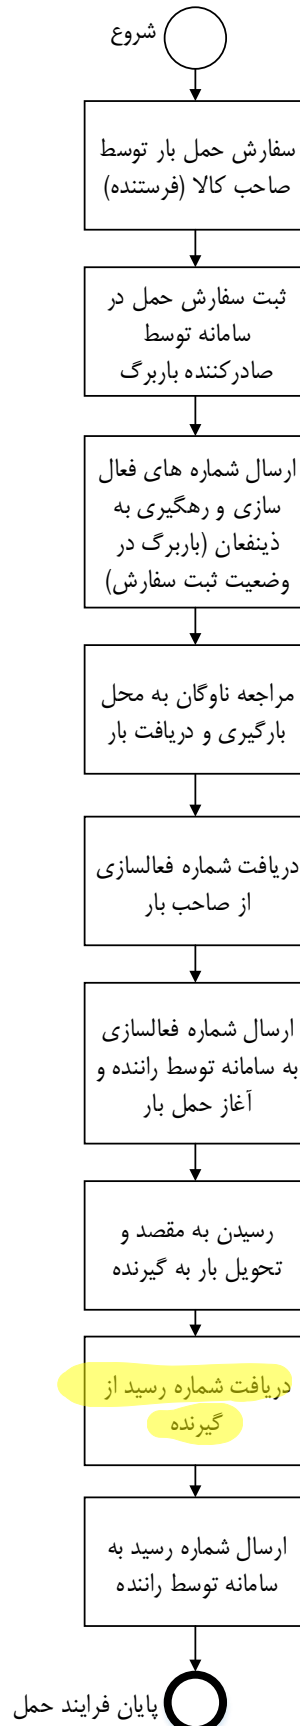 شروع
سفارش حمل بار توسط
صاحب کالا (فرستنده)
ثبت سفارش حمل در
سامانه توسط
صادرکننده باربرگ
ارسال شماره های فعال
سازی و رهگیری به
ذینفعان (باربرگ در
وضعیت ثبت سفارش)
مراجعه ناوگان به محل
بارگیری و دریافت بار
دریافت شماره فعالسازی
از صاحب بار
ارسال شماره فعالسازی
به سامانه توسط راننده و
آغاز حمل بار
رسیدن به مقصد و
تحویل بار به گیرنده
دریافت شماره رسید از
گیرنده
ارسال شماره رسید به
سامانه توسط راننده
پایان فرایند حمل